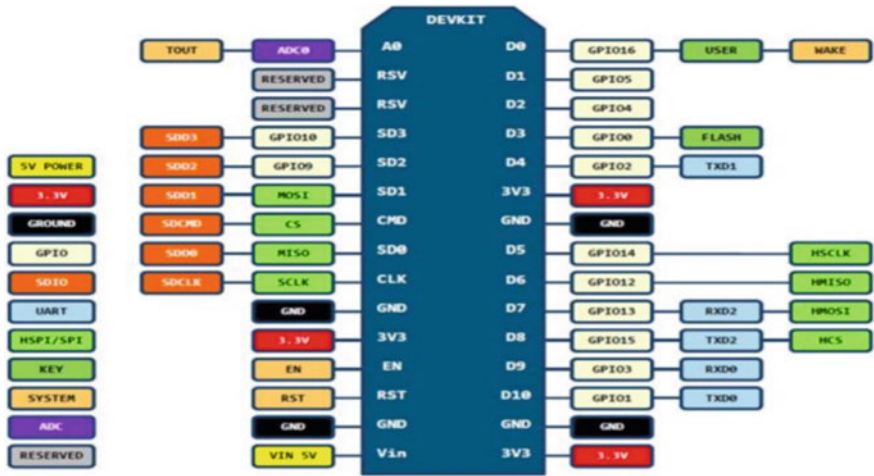 DEVKIT
TOUT ADC0 A0 D0 GPIO16 USER WAKE
RESERVED RSV D1 GPIO5
RESERVED RSV D2 GPIO4
SDD3 GPIO10 SD3 D3 GPIO0 FLASH
5V POWER SDD2 GPIO9 SD2 D4 GPIO2 TXD1
3.3V SDD1 MOSI SD1 3V3 3.3V
GROUND SDCMD CS CMD GND GND
GPIO SDD0 MISO SD0 D5 GPIO14 HSCLK
SDIO SDCLK SCLK CLK D6 GPIO12 HMISO
UART GND GND D7 GPIO13 RXD2 HMOSI
HSPI/SPI 3.3V 3V3 D8 GPIO15 TXD2 HCS
KEY EN EN D9 GPIO3 RXD0
SYSTEM RST RST D10 GPIO1 TXD0
ADC GND GND GND GND
RESERVED VIN 5V Vin 3V3 3.3V